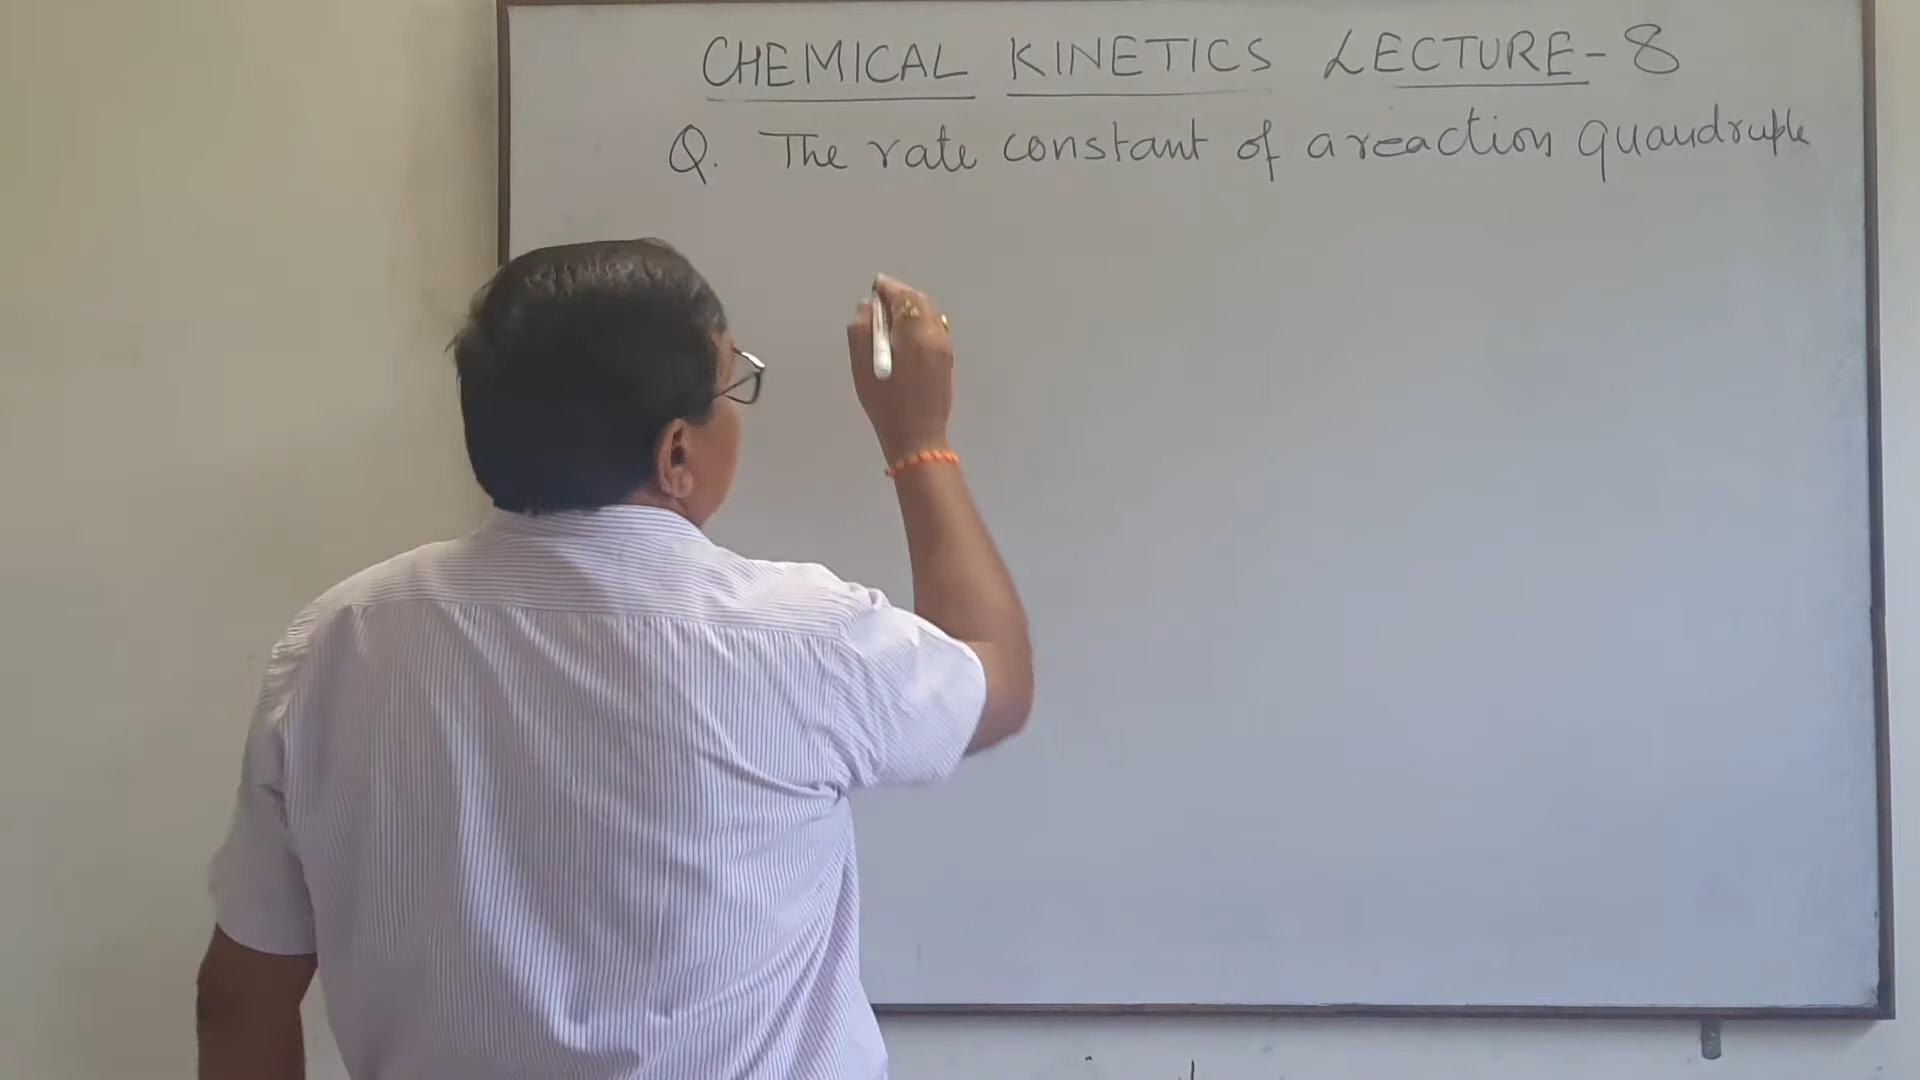 CHEMICAL KINETICS LECTURE-8
Q. The rate constant of a reaction quaudruple